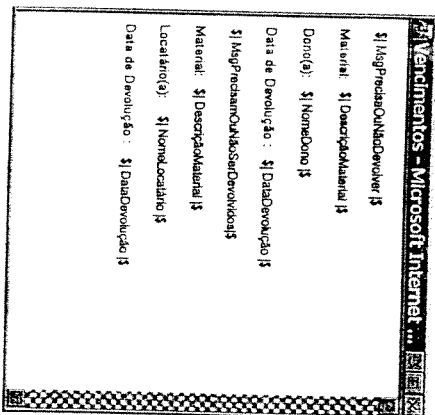 Vencimentos - Microsoft Internet ...
$| MsgPrecisaOuNãoDevolver |$
Material: $| DescriçãoMaterial |$
Dono(a): $| NomeDono |$
Data de Devolução : $| DataDevolução |$
$| MsgPrecisamOuNãoSerDevolvidos|$
Material: $| DescriçãoMaterial |$
Locatário(a): $| NomeLocatário |$
Data de Devolução : $| DataDevolução |$